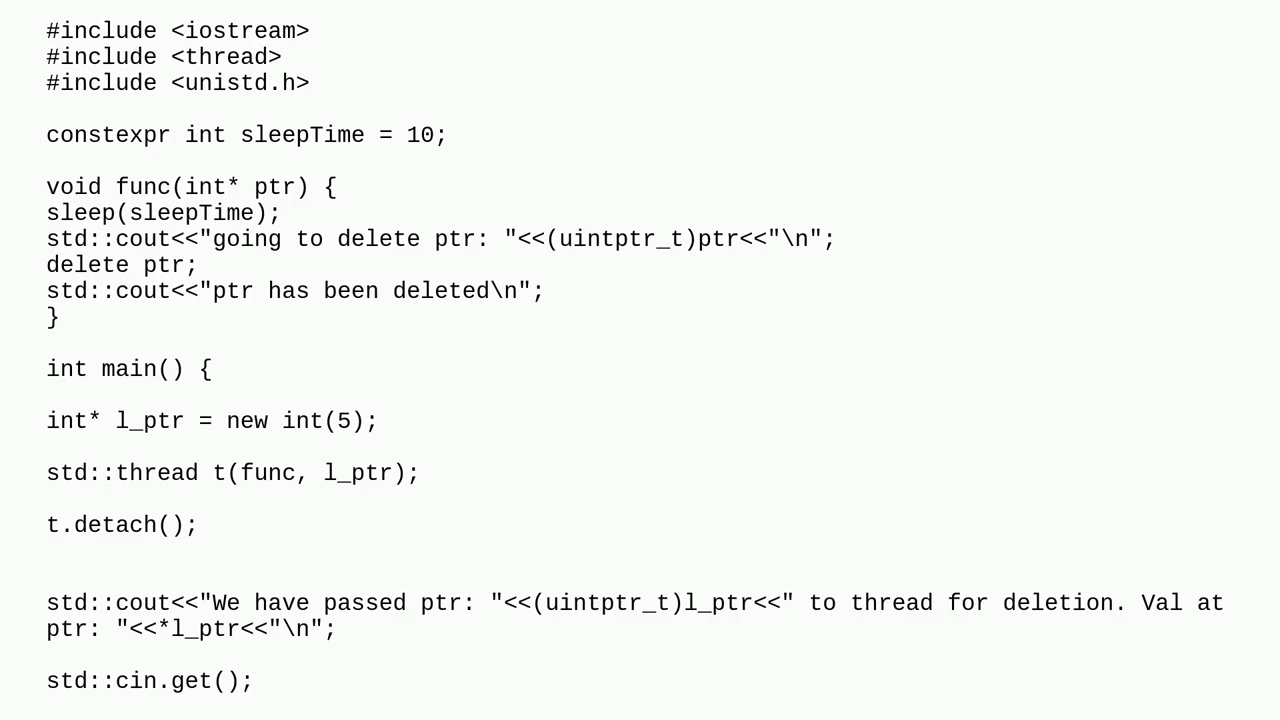 #include <iostream>
#include <thread>
#include <unistd.h>
constexpr int sleepTime = 10;
void func(int* ptr) {
sleep(sleepTime);
std::cout<<"going to delete ptr: "<<(uintptr_t)ptr<<"\n";
delete ptr;
std::cout<<"ptr has been deleted\n";
}
int main() {
int* l_ptr = new int(5);
std::thread t(func, l_ptr);
t.detach();
std::cout<<"We have passed ptr: "<<(uintptr_t)l_ptr<<" to thread for deletion. Val at
ptr: "<<*l_ptr<<"\n";
std::cin.get();